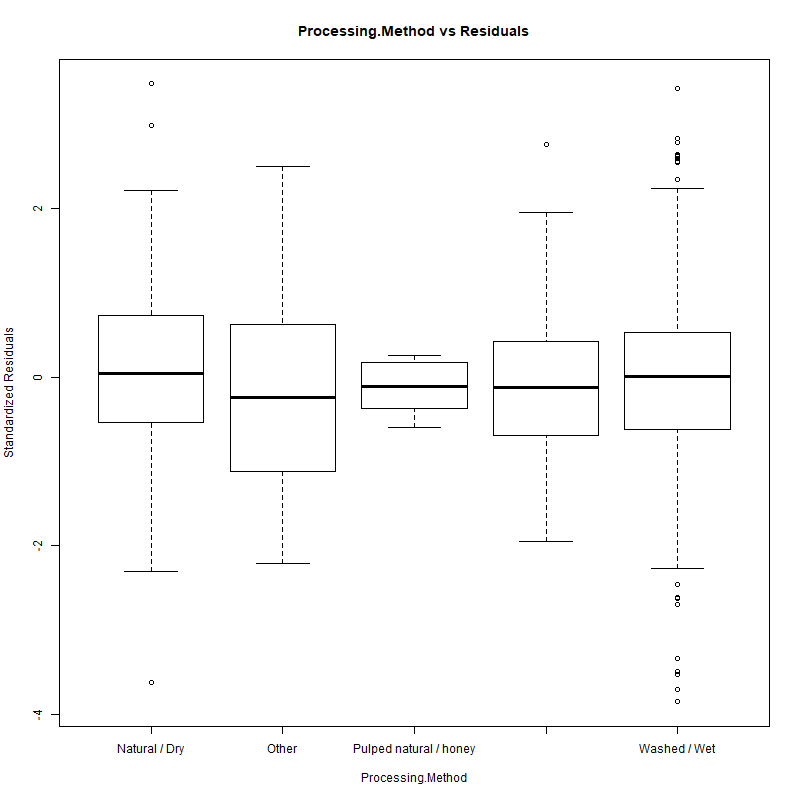 Processing.Method vs Residuals
Standardized Residuals
2
0
-2
-4
Natural / Dry
Other
Pulped natural / honey
Washed / Wet
Processing.Method